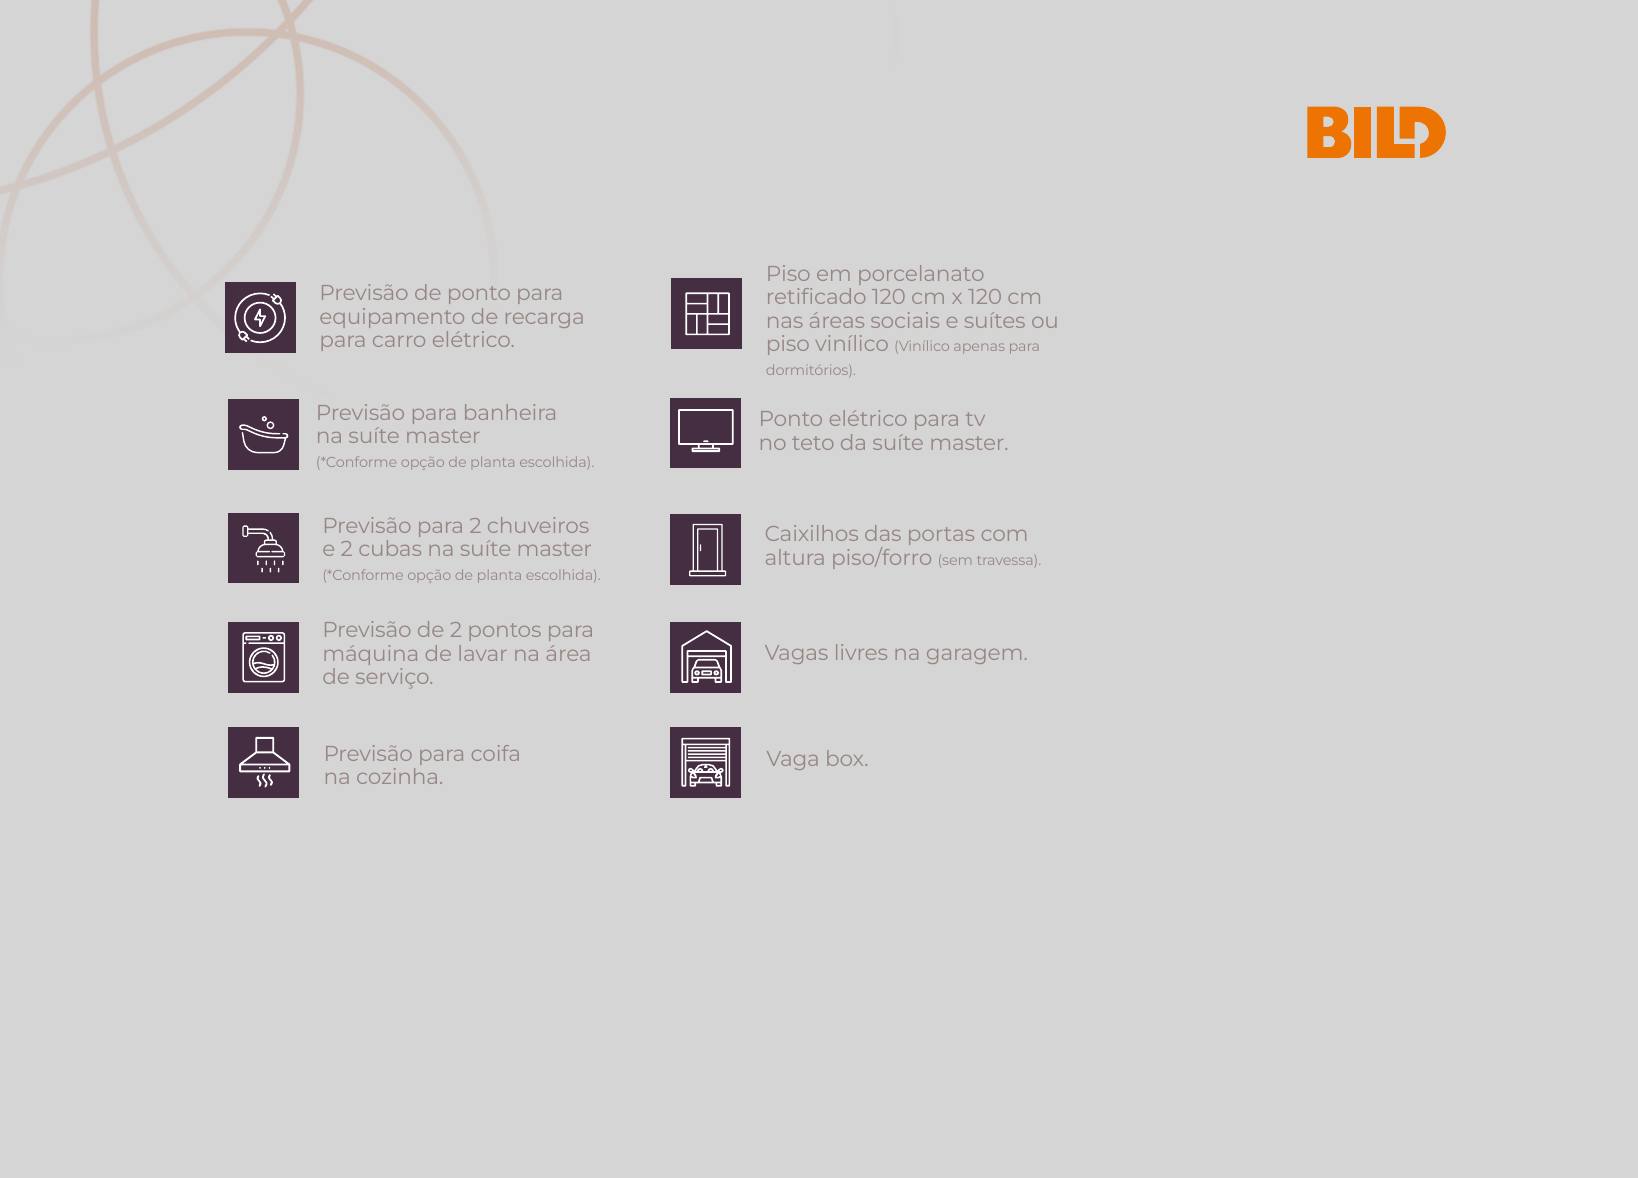 BILD
Previsão de ponto para
equipamento de recarga
para carro elétrico.
Previsão para banheira
na suíte master
(*Conforme opção de planta escolhida).
Previsão para 2 chuveiros
e 2 cubas na suíte master
(*Conforme opção de planta escolhida).
Previsão de 2 pontos para
máquina de lavar na área
de serviço.
Previsão para coifa
na cozinha.
Piso em porcelanato
retificado 120 cm x 120 cm
nas áreas sociais e suítes ou
piso vinílico (Vinílico apenas para
dormitórios).
Ponto elétrico para tv
no teto da suíte master.
Caixilhos das portas com
altura piso/forro (sem travessa).
Vagas livres na garagem.
Vaga box.